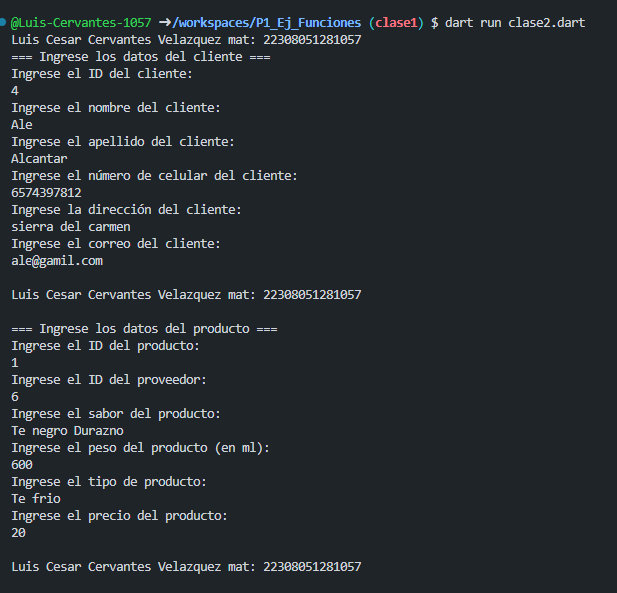 @Luis-Cervantes-1057 ➜/workspaces/P1_Ej_Funciones (clase1) $ dart run clase2.dart
Luis Cesar Cervantes Velazquez mat: 22308051281057
=== Ingrese los datos del cliente ===
Ingrese el ID del cliente:
4
Ingrese el nombre del cliente:
Ale
Ingrese el apellido del cliente:
Alcantar
Ingrese el número de celular del cliente:
6574397812
Ingrese la dirección del cliente:
sierra del carmen
Ingrese el correo del cliente:
ale@gamil.com
Luis Cesar Cervantes Velazquez mat: 22308051281057
=== Ingrese los datos del producto ===
Ingrese el ID del producto:
1
Ingrese el ID del proveedor:
6
Ingrese el sabor del producto:
Te negro Durazno
Ingrese el peso del producto (en ml):
600
Ingrese el tipo de producto:
Te frio
Ingrese el precio del producto:
20
Luis Cesar Cervantes Velazquez mat: 22308051281057